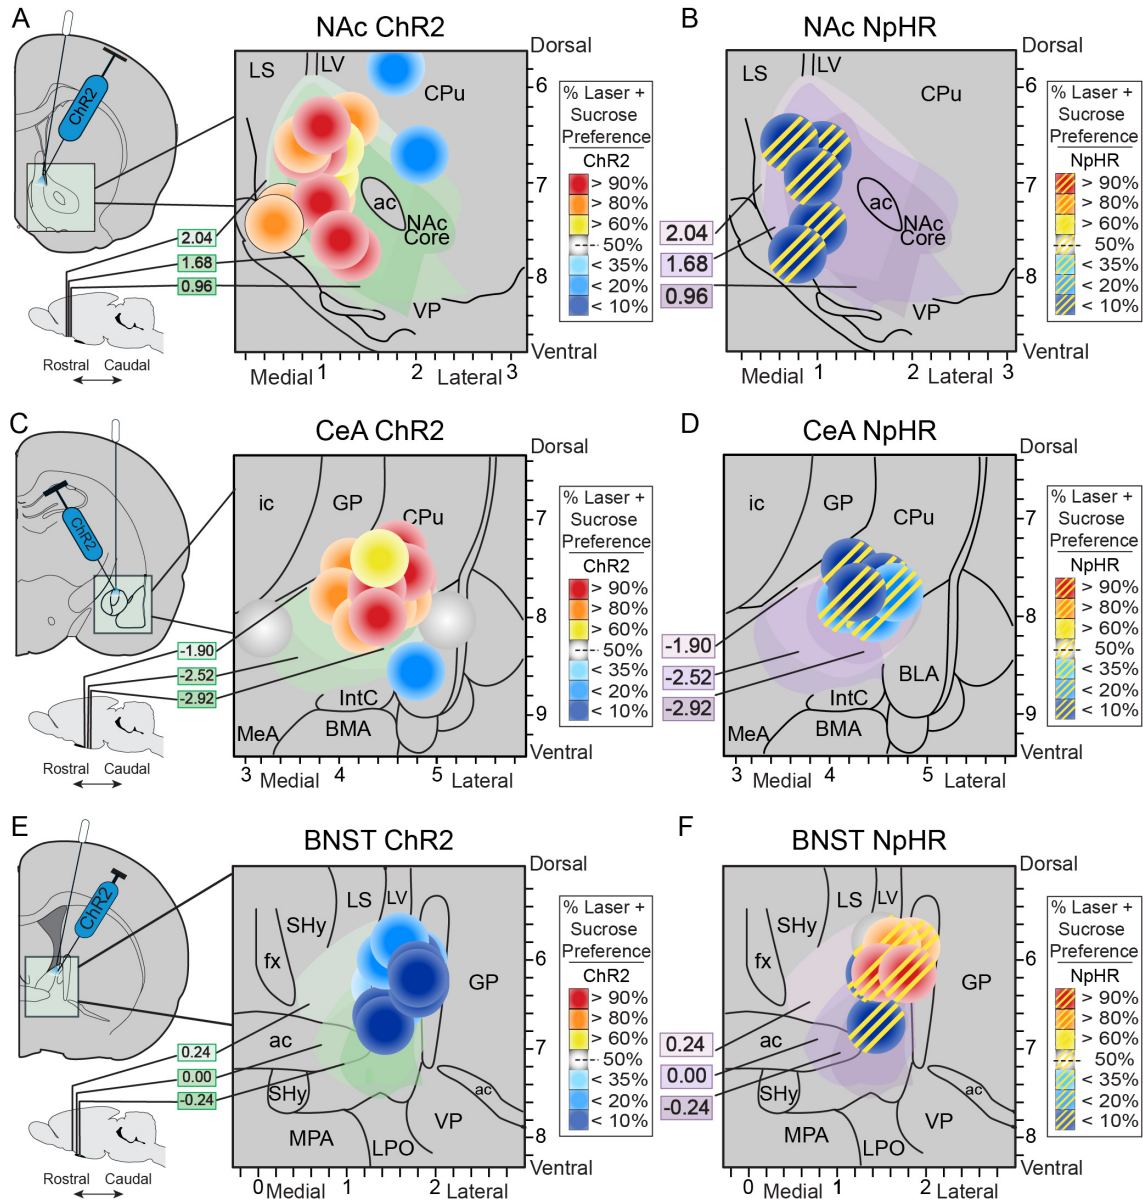 A
NAc ChR2
ChR2
LS
LV
CPu
ac
NAc
Core
VP
Dorsal
6
7
8
Ventral
Medial 1 2 Lateral 3
2.04
1.68
0.96
Rostral Caudal
% Laser +
Sucrose
Preference
ChR2
> 90%
> 80%
> 60%
50%
< 35%
< 20%
< 10%
B
NAc NpHR
LS
LV
CPu
ac
NAc
Core
VP
Dorsal
6
7
8
Ventral
Medial 1 2 Lateral 3
2.04
1.68
0.96
% Laser +
Sucrose
Preference
NpHR
> 90%
> 80%
> 60%
50%
< 35%
< 20%
< 10%
C
CeA ChR2
ChR2
ic
GP
CPu
IntC
MeA
BMA
Dorsal
7
8
9
Ventral
3 Medial 4 5 Lateral
-1.90
-2.52
-2.92
Rostral Caudal
% Laser +
Sucrose
Preference
ChR2
> 90%
> 80%
> 60%
50%
< 35%
< 20%
< 10%
D
CeA NpHR
ic
GP
CPu
BLA
IntC
MeA
BMA
Dorsal
7
8
9
Ventral
3 Medial 4 5 Lateral
-1.90
-2.52
-2.92
% Laser +
Sucrose
Preference
NpHR
> 90%
> 80%
> 60%
50%
< 35%
< 20%
< 10%
E
BNST ChR2
ChR2
LS
LV
SHy
fx
GP
ac
SHy
ac
VP
MPA
LPO
Dorsal
6
7
8
Ventral
0 Medial 1 2 Lateral
0.24
0.00
-0.24
Rostral Caudal
% Laser +
Sucrose
Preference
ChR2
> 90%
> 80%
> 60%
50%
< 35%
< 20%
< 10%
F
BNST NpHR
LS
LV
SHy
fx
GP
ac
SHy
ac
VP
MPA
LPO
Dorsal
6
7
8
Ventral
0 Medial 1 2 Lateral
0.24
0.00
-0.24
% Laser +
Sucrose
Preference
NpHR
> 90%
> 80%
> 60%
50%
< 35%
< 20%
< 10%